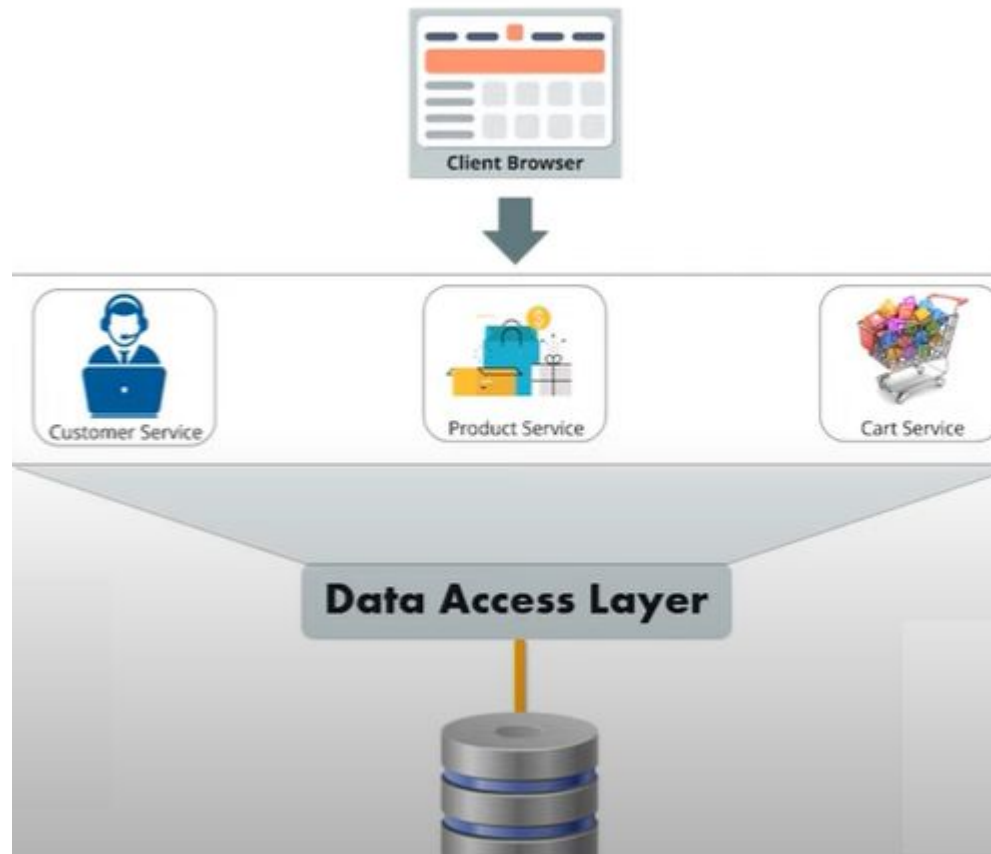 Client Browser
Customer Service
Product Service
Cart Service
Data Access Layer